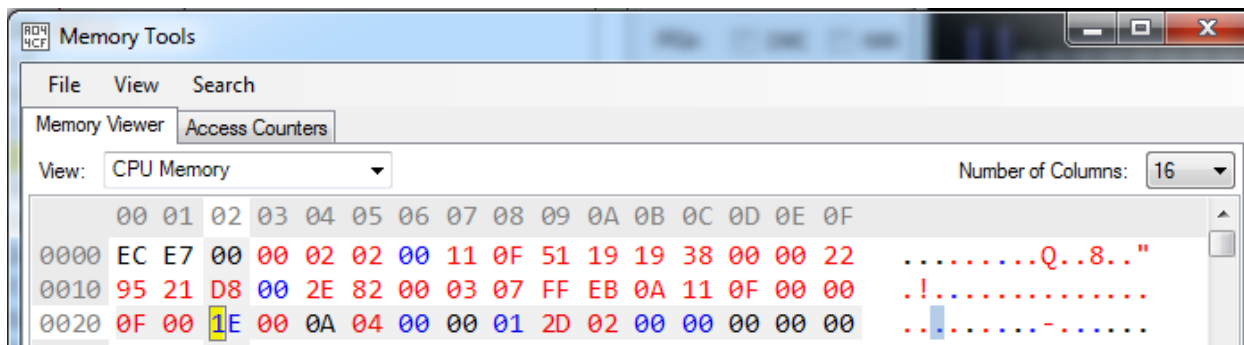 AD4 4CF Memory Tools
File View Search
Memory Viewer Access Counters
View: CPU Memory Number of Columns: 16
00 01 02 03 04 05 06 07 08 09 0A 0B 0C 0D 0E 0F
0000 EC E7 00 00 02 02 00 11 0F 51 19 19 38 00 00 22 .........Q..8.."
0010 95 21 D8 00 2E 82 00 03 07 FF EB 0A 11 0F 00 00 .!..............
0020 0F 00 1E 00 0A 04 00 00 01 2D 02 00 00 00 00 00 .........-......